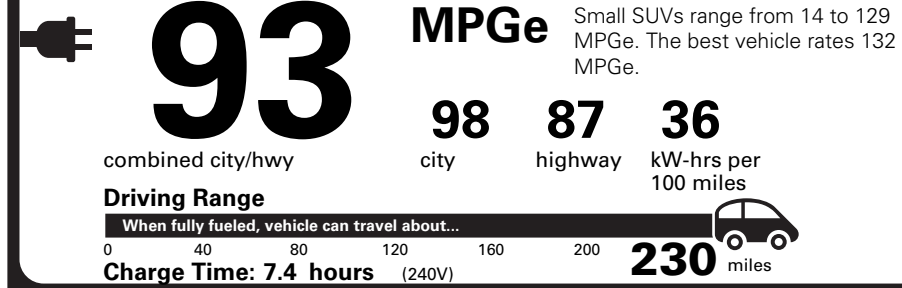 93 MPGe Small SUVs range from 14 to 129
MPGe. The best vehicle rates 132
MPGe.
98 87 36
combined city/hwy city highway kW-hrs per
100 miles
Driving Range
When fully fueled, vehicle can travel about...
0 40 80 120 160 200 230 miles
Charge Time: 7.4 hours (240V)